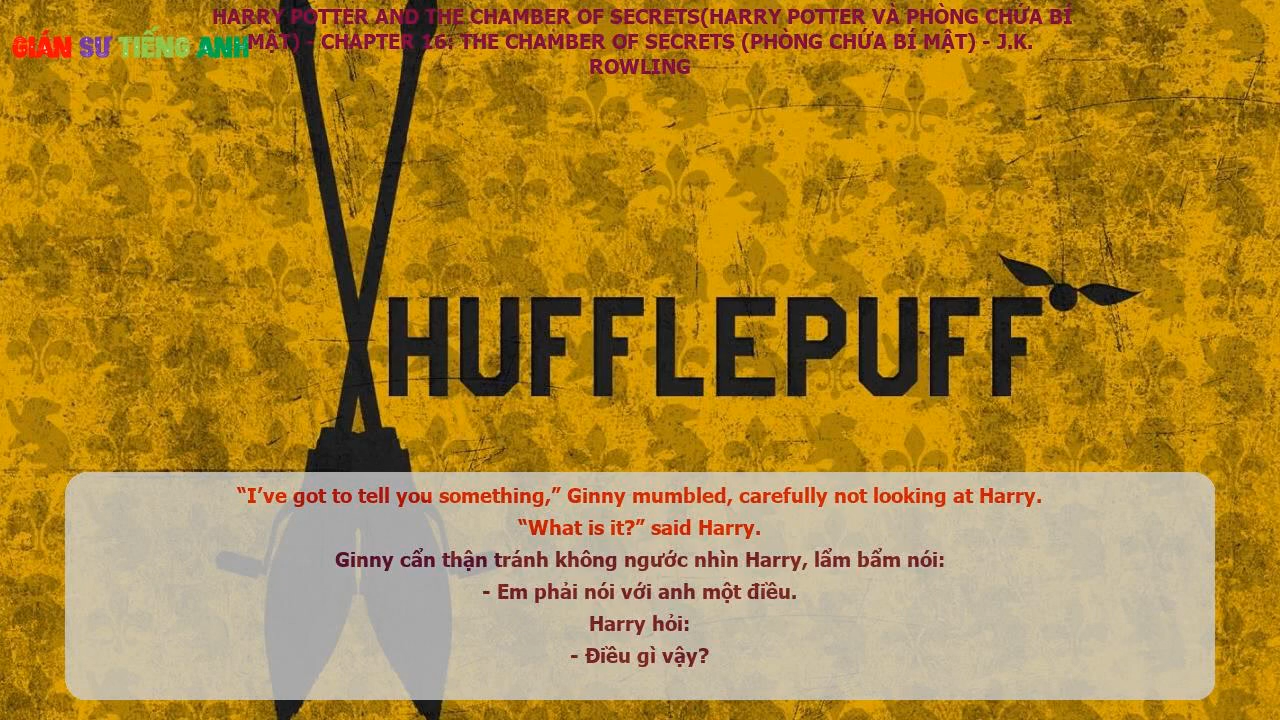 HARRY POTTER AND THE CHAMBER OF SECRETS(HARRY POTTER VÀ PHÒNG CHỨA BÍ
MẬT) - CHAPTER 16: THE CHAMBER OF SECRETS (PHÒNG CHỨA BÍ MẬT) - J.K.
ROWLING
GIÁN SƯ TIẾNG ANH
HUFFLEPUFF
“I’ve got to tell you something,” Ginny mumbled, carefully not looking at Harry.
“What is it?” said Harry.
Ginny cẩn thận tránh không ngước nhìn Harry, lẩm bẩm nói:
- Em phải nói với anh một điều.
Harry hỏi:
- Điều gì vậy?